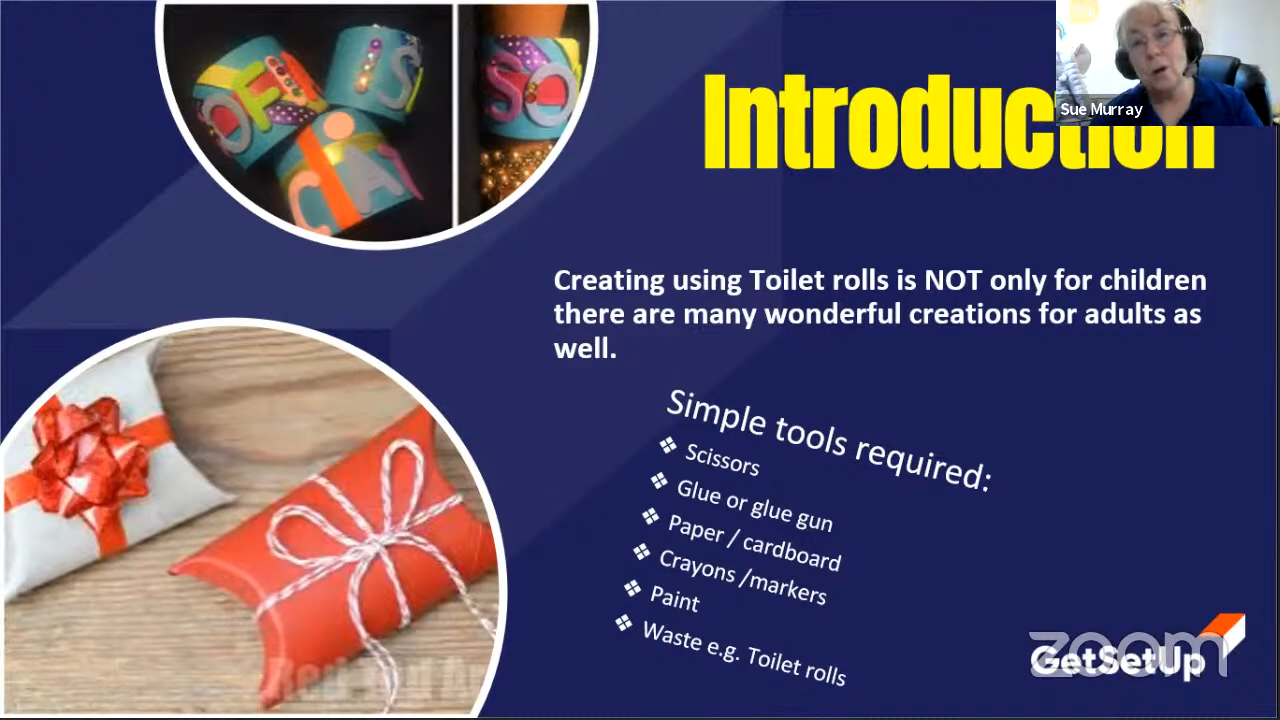 Introduction
Sue Murray
Creating using Toilet rolls is NOT only for children
there are many wonderful creations for adults as
well.
Simple tools required:
❖ Scissors
❖ Glue or glue gun
❖ Paper / cardboard
❖ Crayons /markers
❖ Paint
❖ Waste e.g. Toilet rolls
zoom
GetSetUp